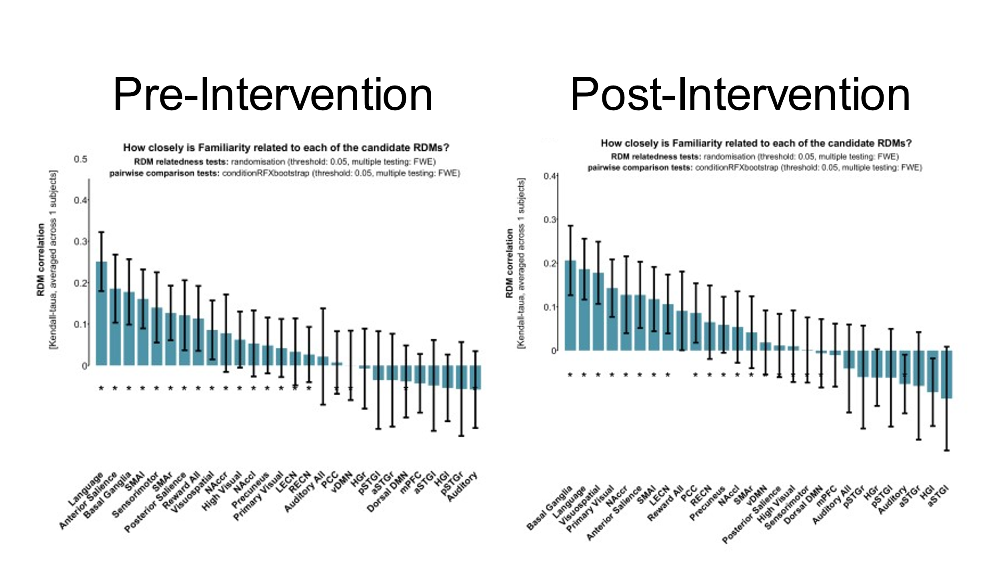 Pre-Intervention
How closely is Familiarity related to each of the candidate RDMs?
RDM relatedness tests: randomisation (threshold: 0.05, multiple testing: FWE)
pairwise comparison tests: conditionRFXbootstrap (threshold: 0.05, multiple testing: FWE)
RDM correlation
[Kendall-taua, averaged across 1 subjects]
0.5
0.4
0.3
0.2
0.1
0
* * * * * * * * * * * * * * * * * * * *
Language
Anterior Salience
Basal Ganglia
SMAl
Sensorimotor
SMAr
Posterior Salience
Reward All
Visuospatial
NAccr
High Visual
NAccl
Precuneus
Primary Visual
LECN
RECN
Auditory All
PCC
vDMN
HGr
pSTGl
aSTGr
Dorsal DMN
mPFC
aSTGl
HGl
pSTGr
Auditory
Post-Intervention
How closely is Familiarity related to each of the candidate RDMs?
RDM relatedness tests: randomisation (threshold: 0.05, multiple testing: FWE)
pairwise comparison tests: conditionRFXbootstrap (threshold: 0.05, multiple testing: FWE)
RDM correlation
[Kendall-taua, averaged across 1 subjects]
0.4
0.3
0.2
0.1
0
* * * * * * * * * * * * * * * * * * *
Basal Ganglia
Language
Visuospatial
Primary Visual
NAccr
Anterior Salience
SMAl
LECN
Reward All
PCC
RECN
Precuneus
NAccl
SMAr
vDMN
Posterior Salience
High Visual
Sensorimotor
Dorsal DMN
mPFC
Auditory All
pSTGr
HGr
pSTGl
Auditory
aSTGr
HGl
aSTGl